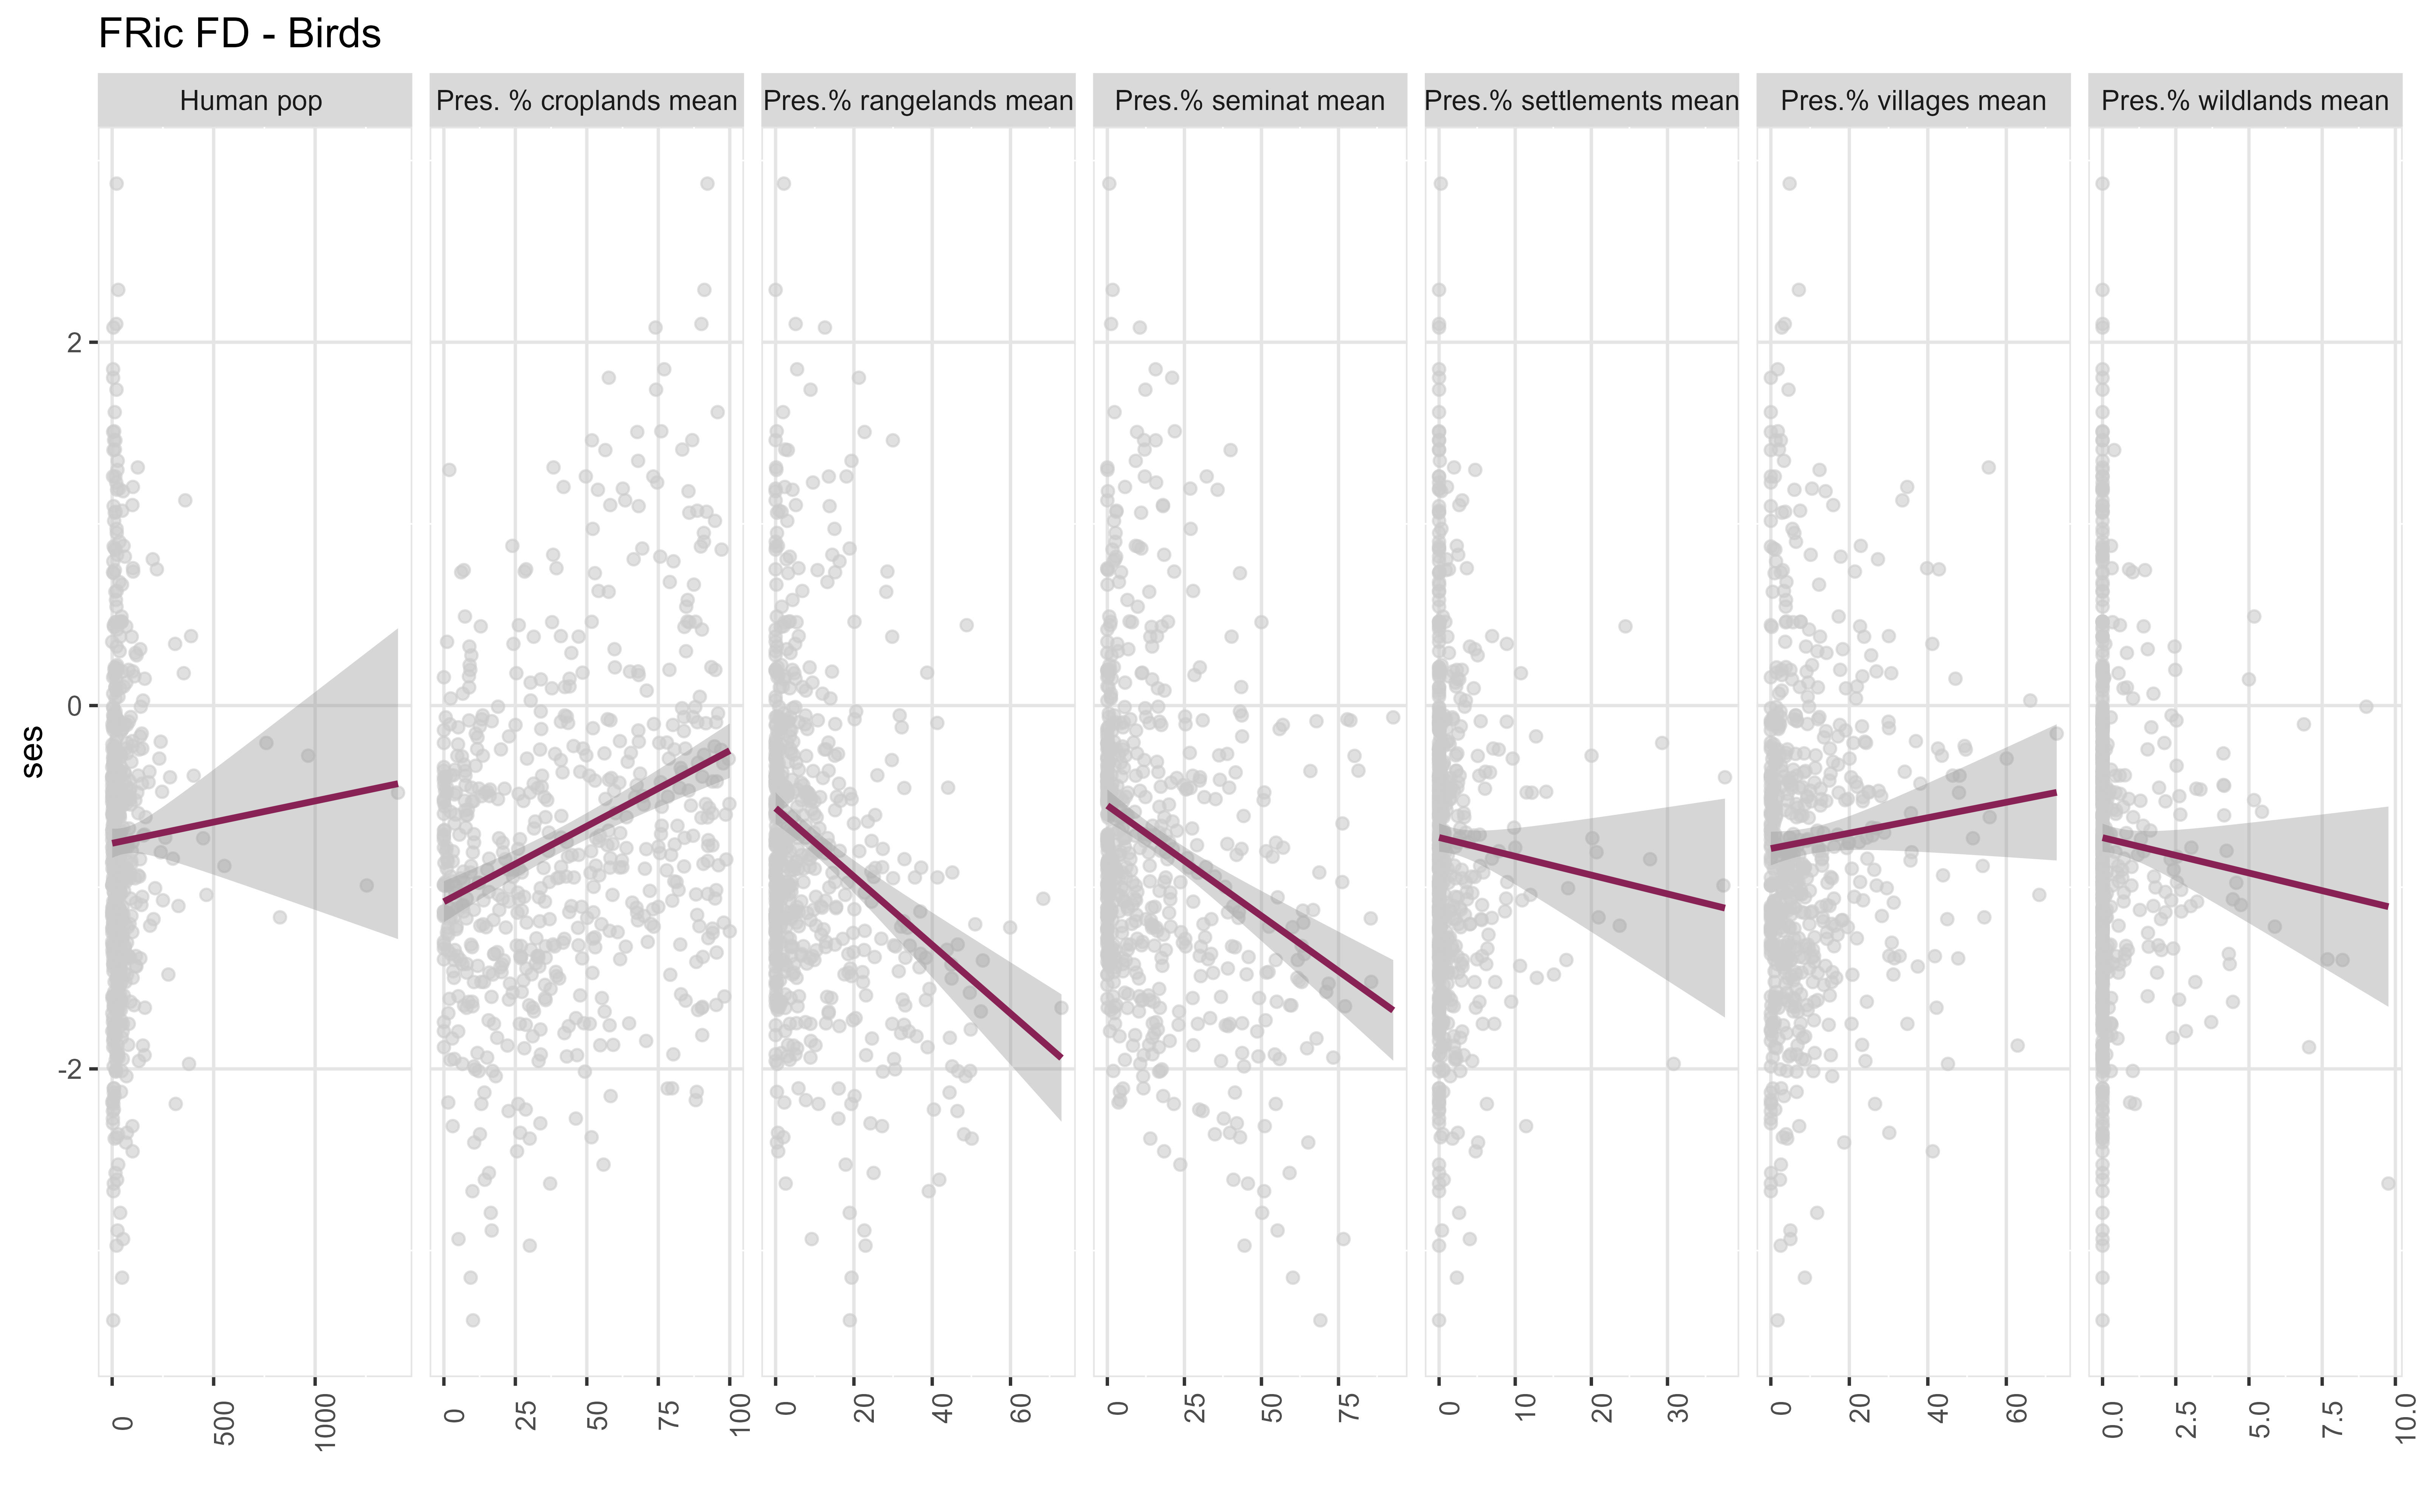 FRic FD - Birds
Human pop
Pres. % croplands mean
Pres.% rangelands mean
Pres.% seminat mean
Pres.% settlements mean
Pres.% villages mean
Pres.% wildlands mean
ses
2
0
-2
0 500 1000
0 25 50 75 100
0 20 40 60
0 25 50 75
0 10 20 30
0 20 40 60
0.0 2.5 5.0 7.5 10.0